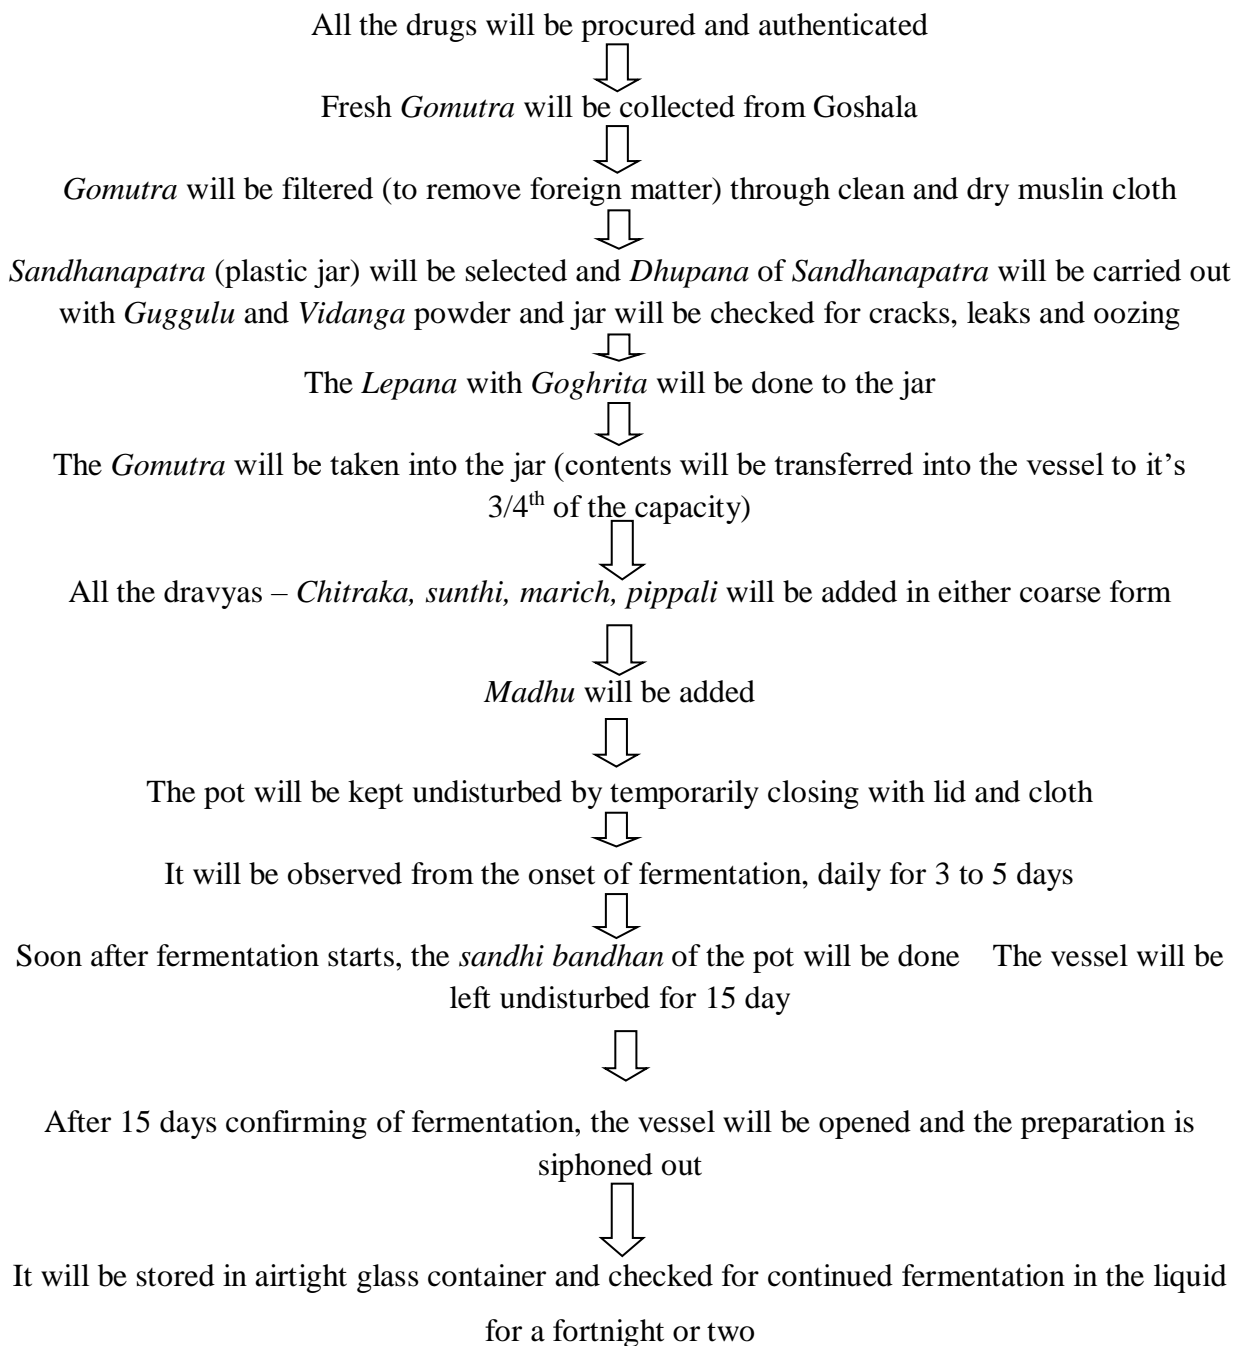 All the drugs will be procured and authenticated
Fresh Gomutra will be collected from Goshala
Gomutra will be filtered (to remove foreign matter) through clean and dry muslin cloth
Sandhanapatra (plastic jar) will be selected and Dhupana of Sandhanapatra will be carried out
with Guggulu and Vidanga powder and jar will be checked for cracks, leaks and oozing
The Lepana with Goghrita will be done to the jar
The Gomutra will be taken into the jar (contents will be transferred into the vessel to it’s
3/4th of the capacity)
All the dravyas – Chitraka, sunthi, marich, pippali will be added in either coarse form
Madhu will be added
The pot will be kept undisturbed by temporarily closing with lid and cloth
It will be observed from the onset of fermentation, daily for 3 to 5 days
Soon after fermentation starts, the sandhi bandhan of the pot will be done The vessel will be
left undisturbed for 15 day
After 15 days confirming of fermentation, the vessel will be opened and the preparation is
siphoned out
It will be stored in airtight glass container and checked for continued fermentation in the liquid
for a fortnight or two